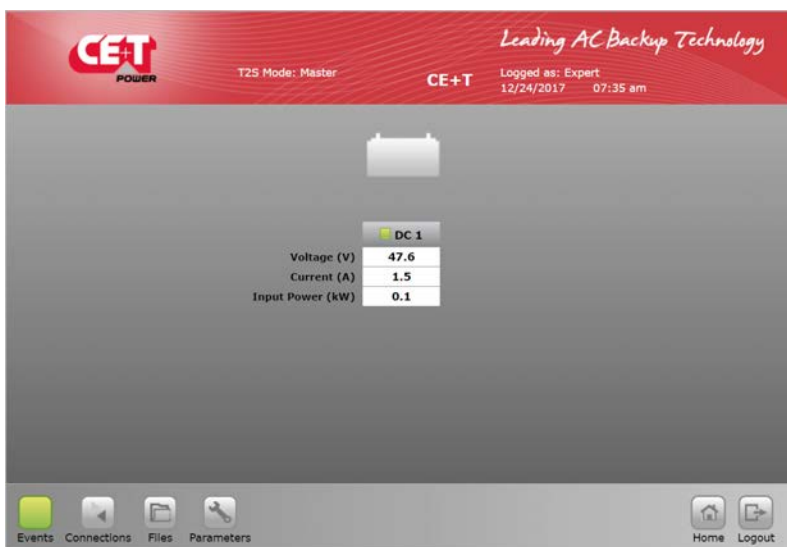 CE+T
POWER
Leading AC Backup Technology
T2S Mode: Master
CE+T
Logged as: Expert
12/24/2017 07:35 am
DC 1
Voltage (V) 47.6
Current (A) 1.5
Input Power (kW) 0.1
Events Connections Files Parameters Home Logout